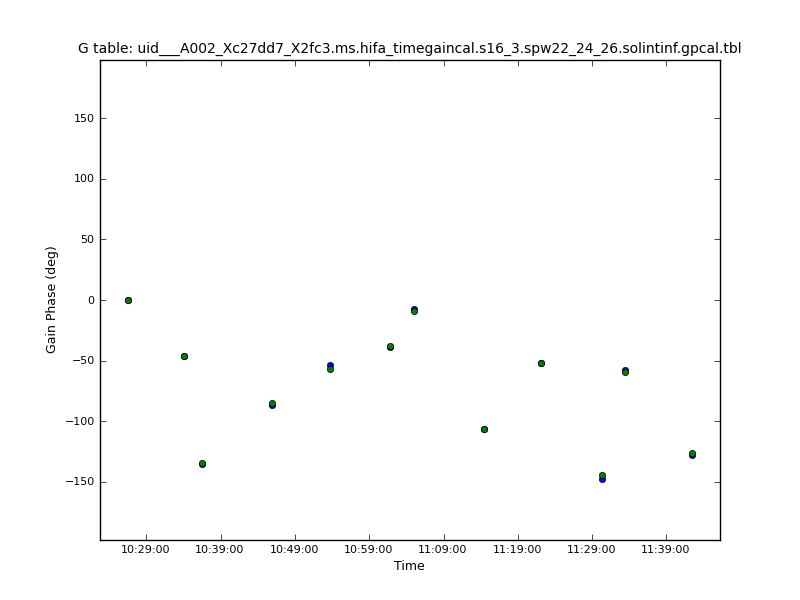 G table: uid___A002_Xc27dd7_X2fc3.ms.hifa_timegaincal.s16_3.spw22_24_26.solintinf.gpcal.tbl
Gain Phase (deg)
150
100
50
0
−50
−100
−150
10:29:00 10:39:00 10:49:00 10:59:00 11:09:00 11:19:00 11:29:00 11:39:00
Time